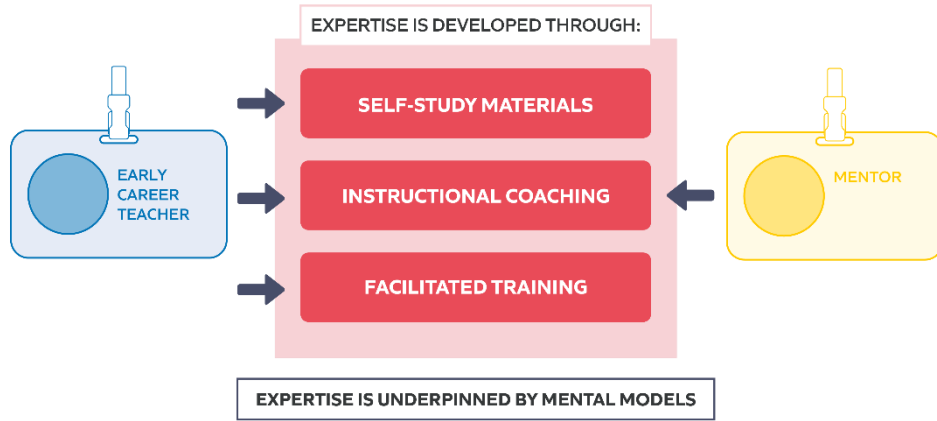 EXPERTISE IS DEVELOPED THROUGH:
EARLY
CAREER
TEACHER
SELF-STUDY MATERIALS
INSTRUCTIONAL COACHING
FACILITATED TRAINING
MENTOR
EXPERTISE IS UNDERPINNED BY MENTAL MODELS